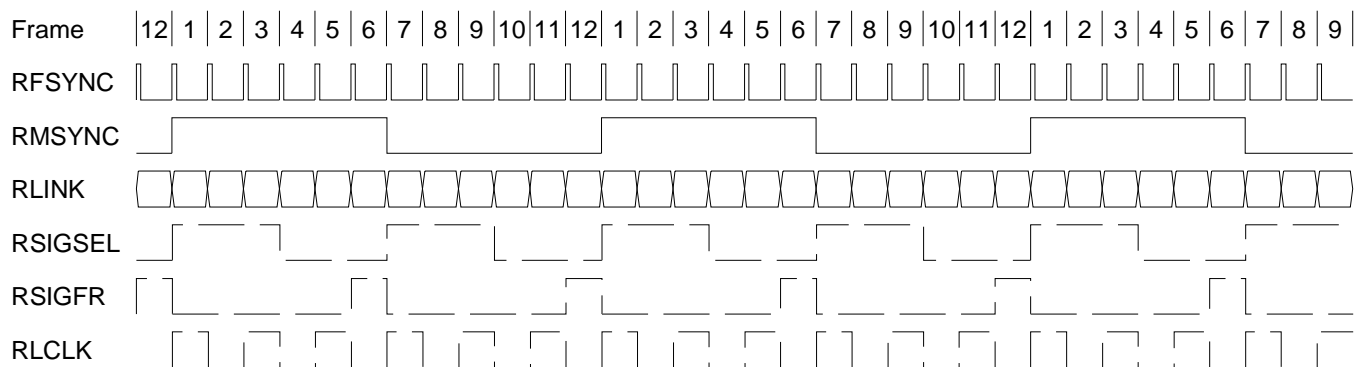 Frame 12 1 2 3 4 5 6 7 8 9 10 11 12 1 2 3 4 5 6 7 8 9 10 11 12 1 2 3 4 5 6 7 8 9
RFSYNC
RMSYNC
RLINK
RSIGSEL
RSIGFR
RLCLK